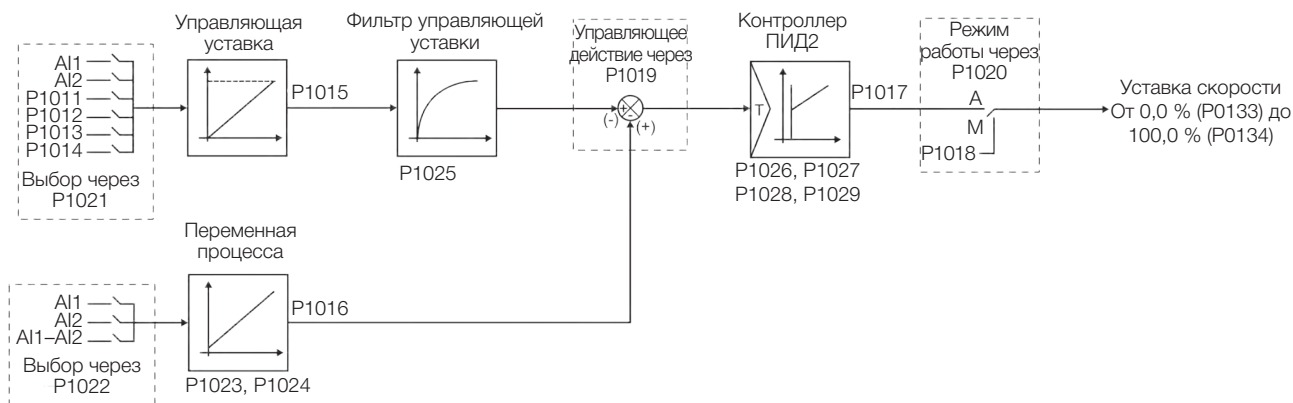 Управляющая
уставка
Фильтр управляющей
уставки
Управляющее
действие через
P1019
Контроллер
ПИД2
Режим
работы через
P1020
AI1
AI2
P1011
P1012
P1013
P1014
Выбор через
P1021
P1015
P1025
(-)
+
-
(+)
T
P1017
P1026, P1027
P1028, P1029
A
M
P1018
Уставка скорости
От 0,0 % (P0133) до
100,0 % (P0134)
Переменная
процесса
AI1
AI2
AI1–AI2
Выбор через
P1022
P1016
P1023, P1024